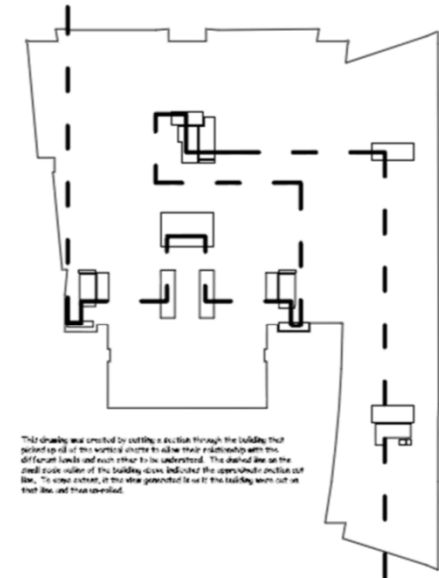 This drawing was created by cutting a section through the building that
picked up all of the vertical shafts to allow their relationship with the
different levels and each other to be understood. The dashed line on the
small scale outline of the building above indicates the approximate section cut
line. To some extent, it the view generated is as if the building were cut on
that line and then un-rolled.